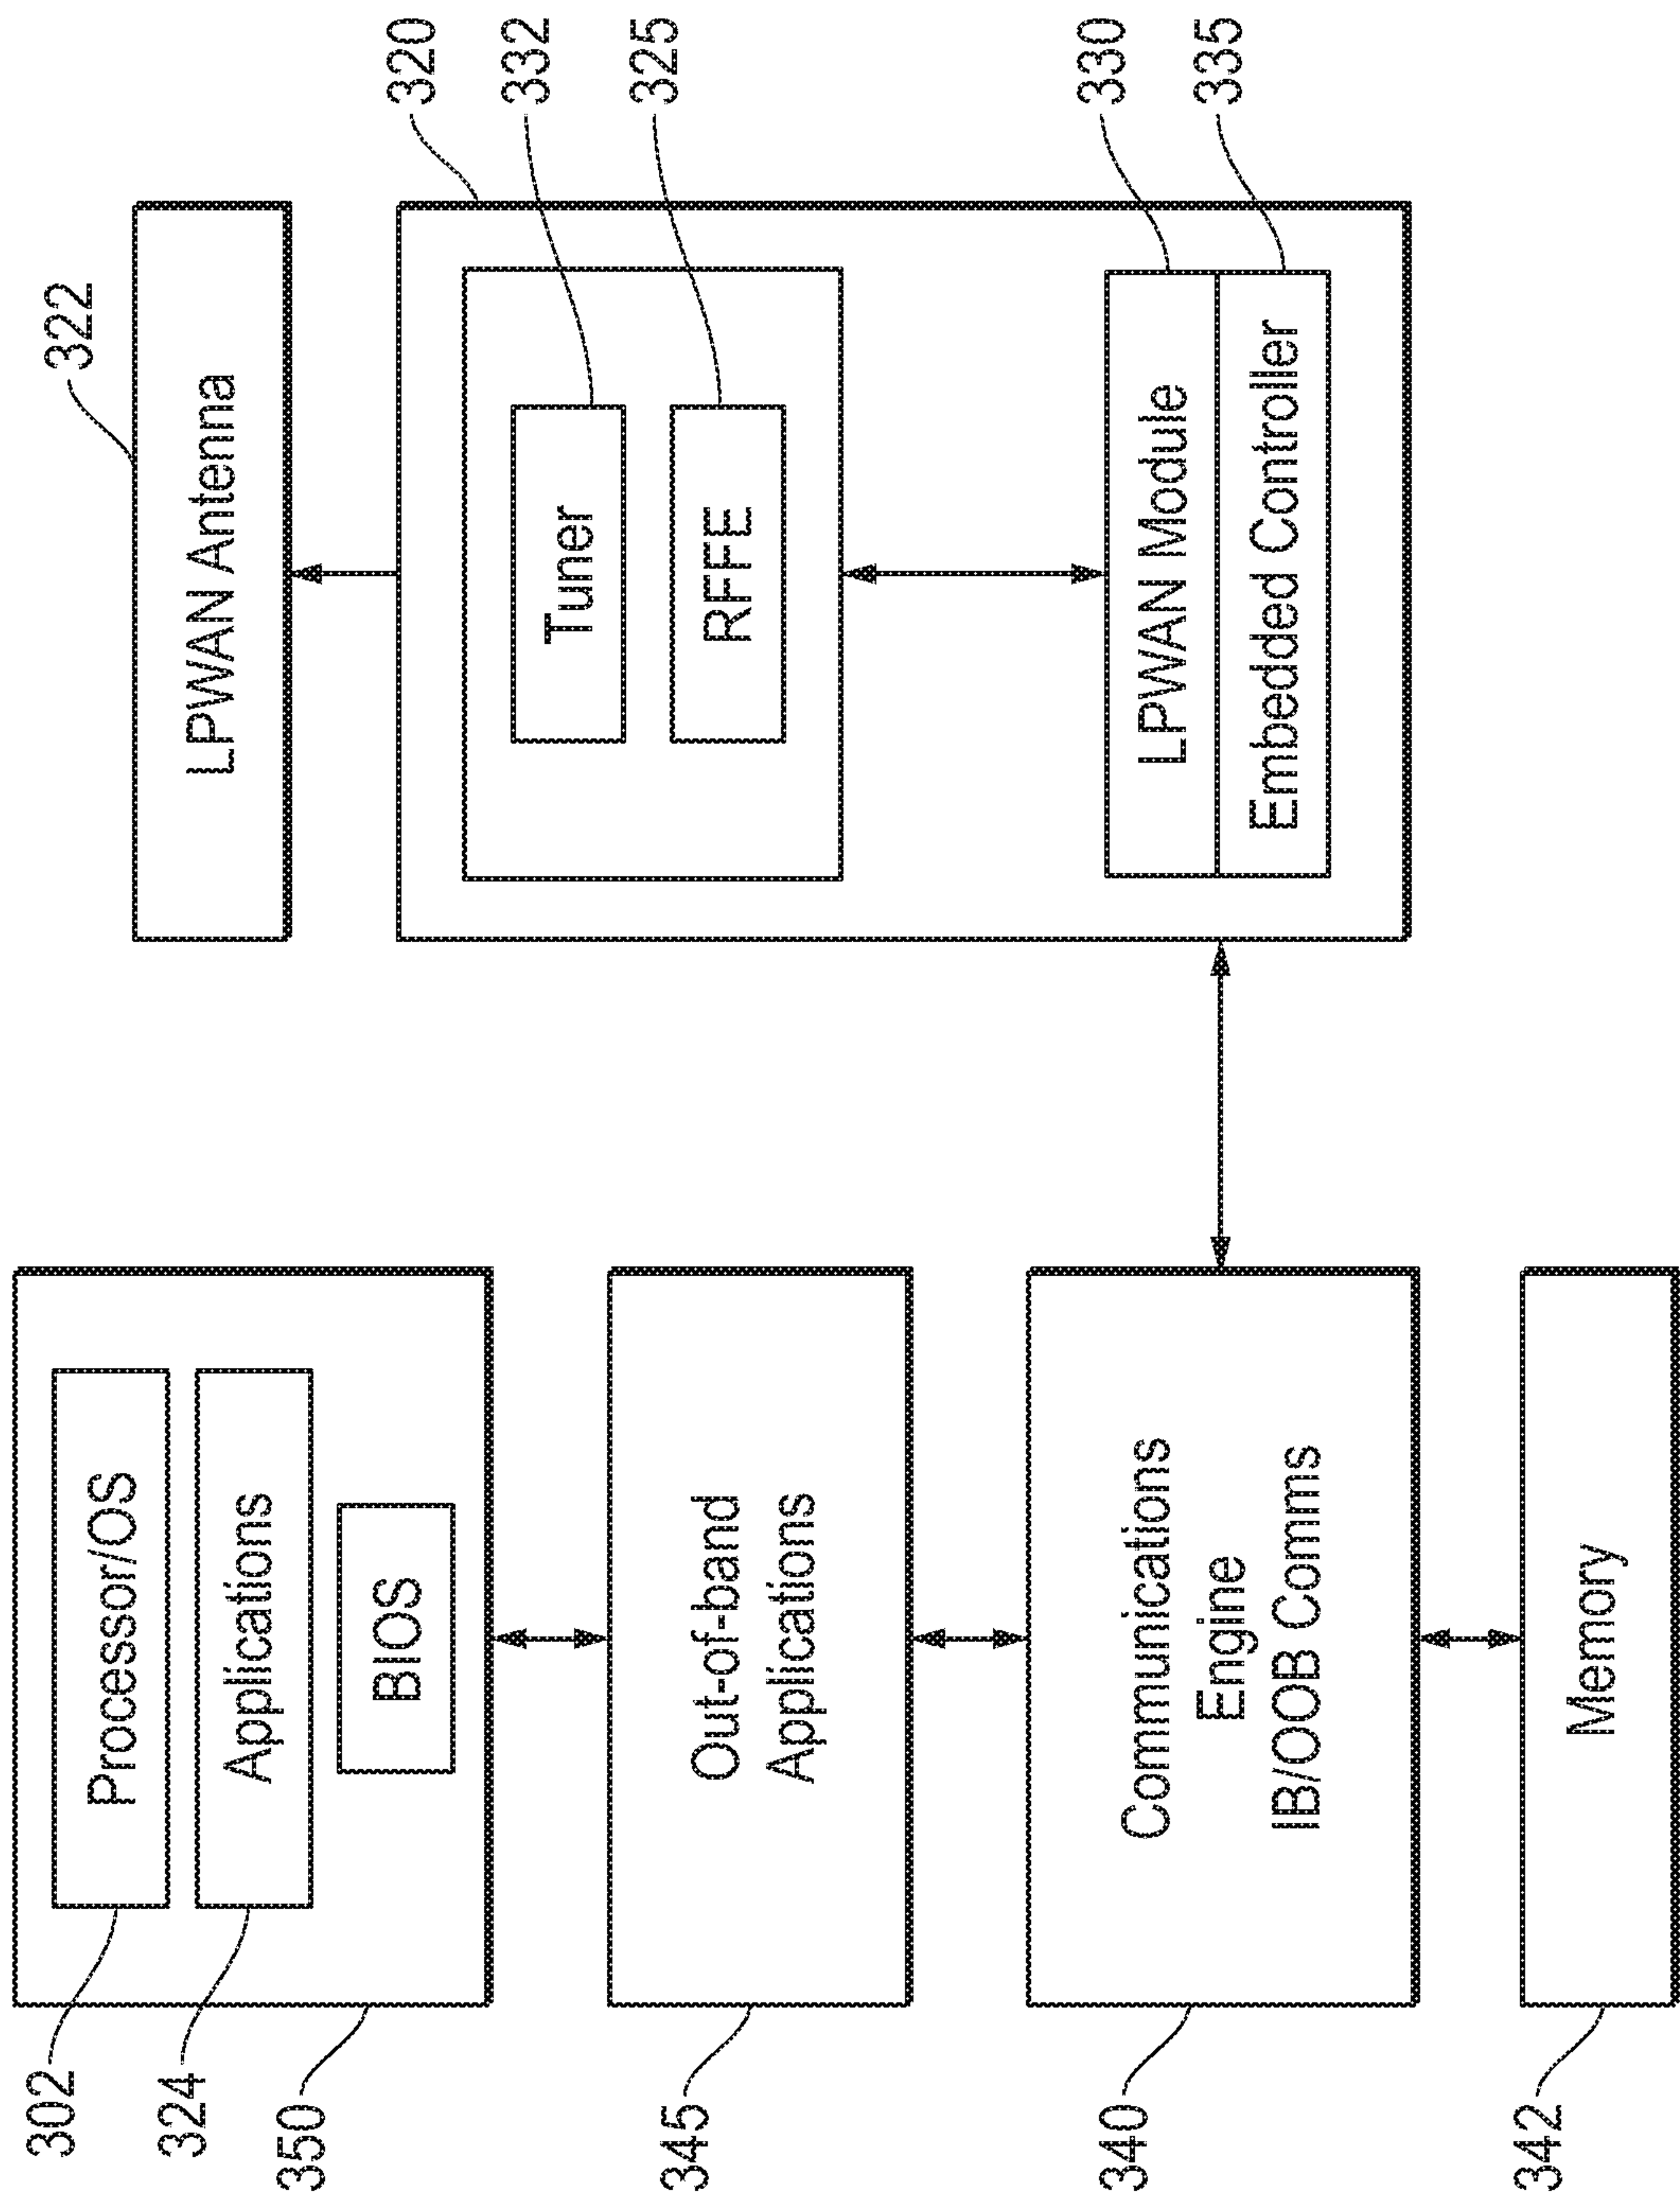 302
Processor/OS
324
Applications
350
BIOS
345
Out-of-band
Applications
340
Communications
Engine
IB/OOB Comms
342
Memory
322
LPWAN Antenna
320
332
Tuner
325
RFFE
330
LPWAN Module
335
Embedded Controller